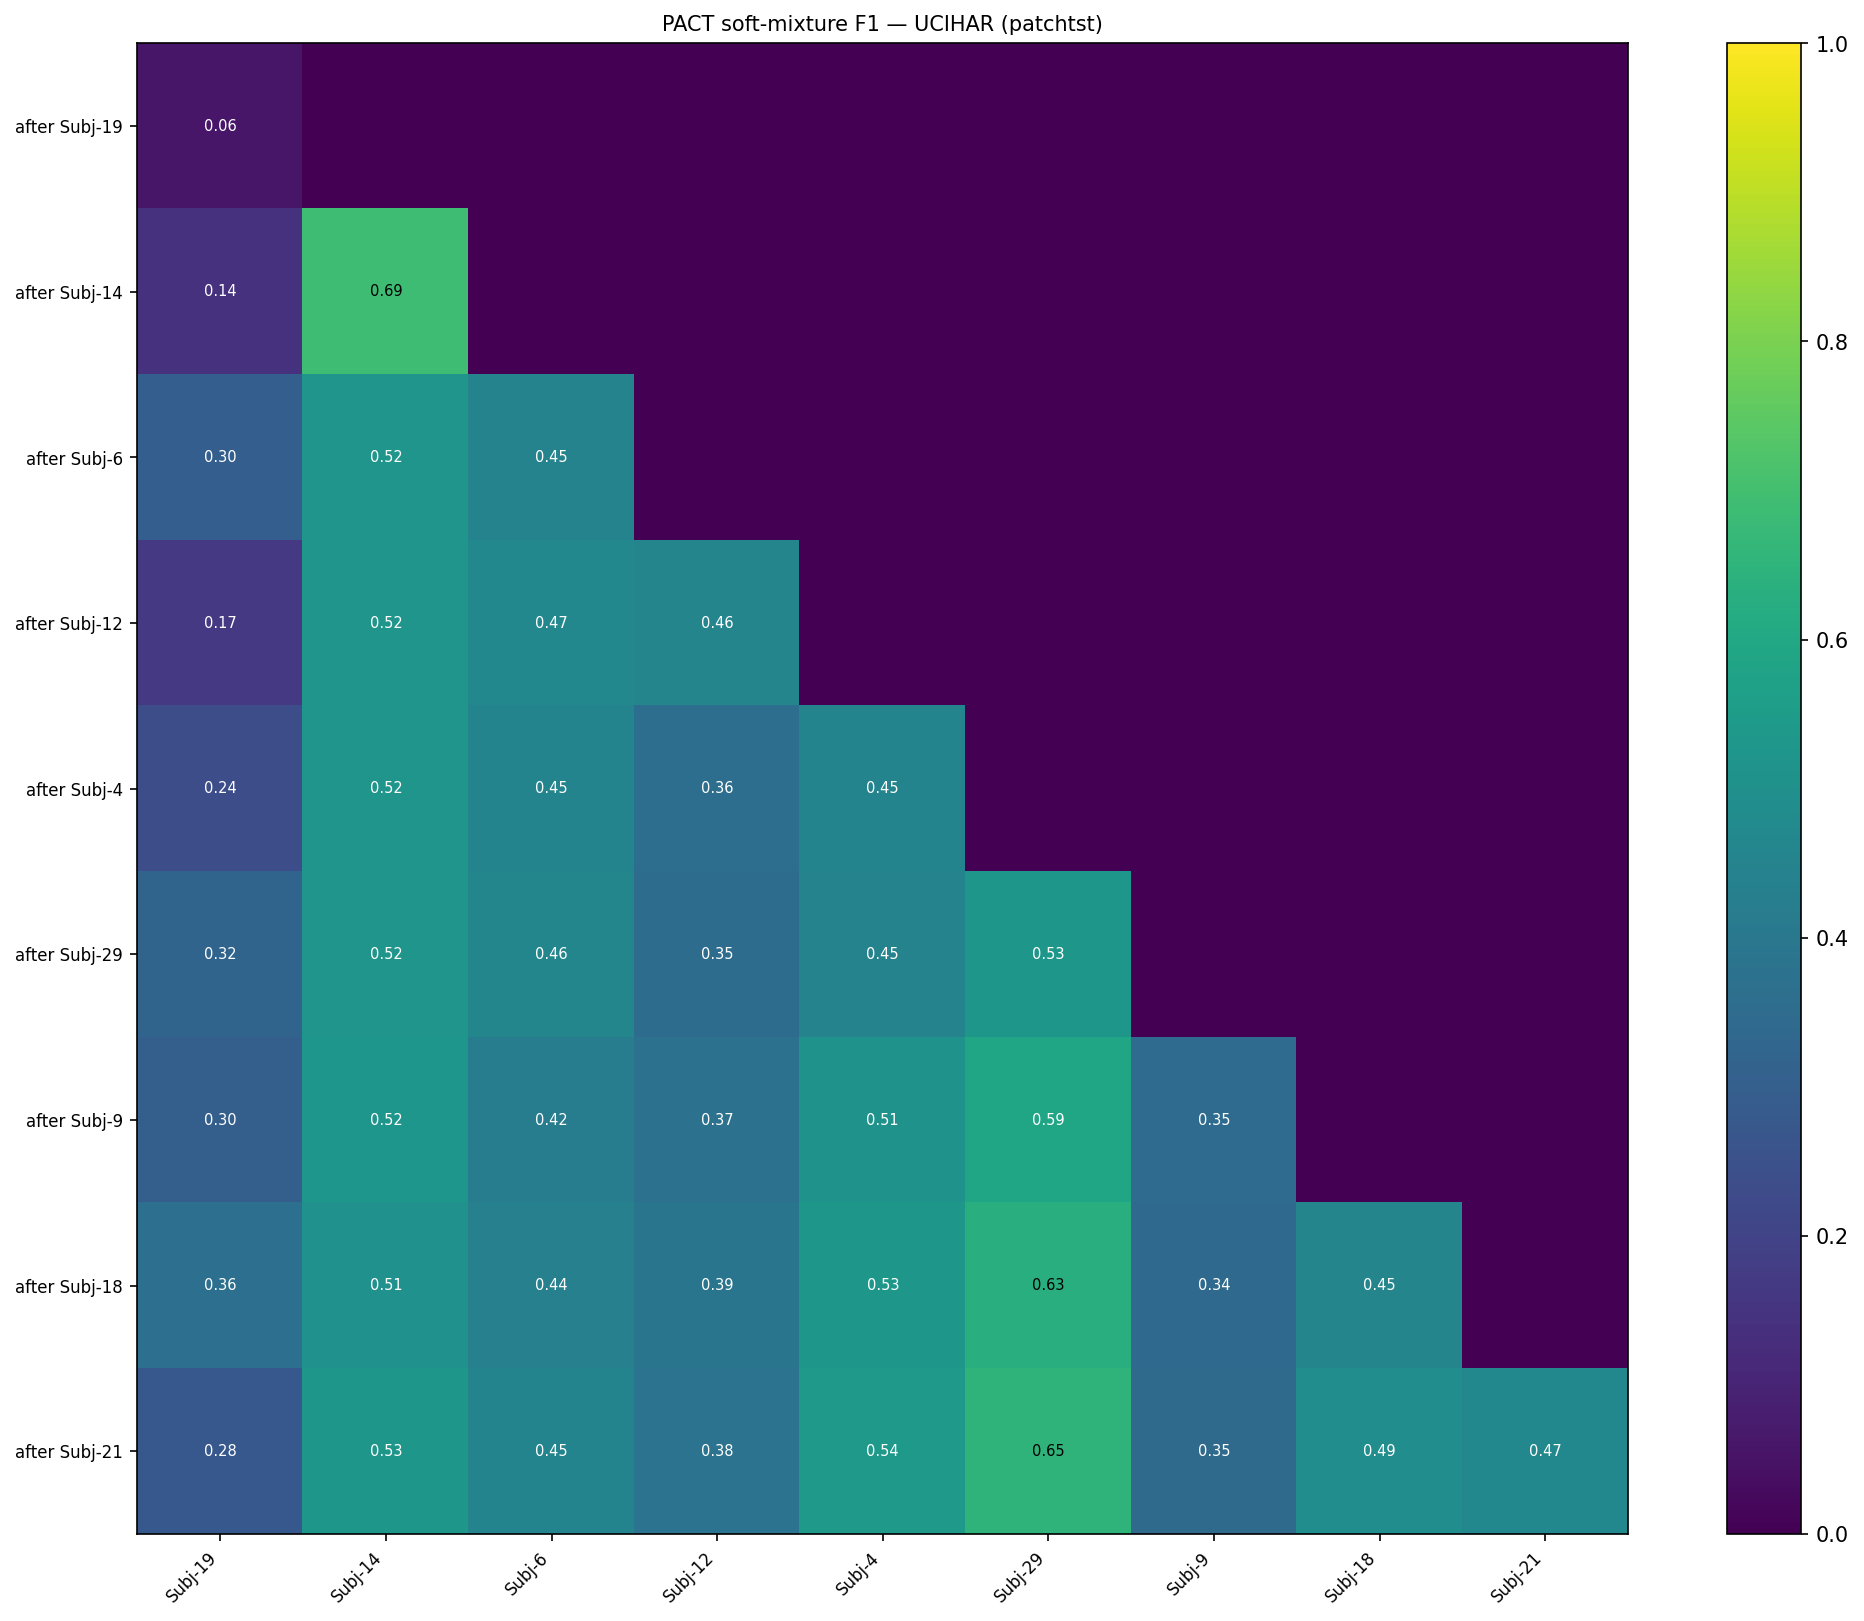 PACT soft-mixture F1 — UCIHAR (patchtst)
1.0
after Subj-19 0.06
after Subj-14 0.14 0.69
0.8
after Subj-6 0.30 0.52 0.45
after Subj-12 0.17 0.52 0.47 0.46
0.6
after Subj-4 0.24 0.52 0.45 0.36 0.45
after Subj-29 0.32 0.52 0.46 0.35 0.45 0.53
0.4
after Subj-9 0.30 0.52 0.42 0.37 0.51 0.59 0.35
0.2
after Subj-18 0.36 0.51 0.44 0.39 0.53 0.63 0.34 0.45
after Subj-21 0.28 0.53 0.45 0.38 0.54 0.65 0.35 0.49 0.47
0.0
Subj-19 Subj-14 Subj-6 Subj-12 Subj-4 Subj-29 Subj-9 Subj-18 Subj-21